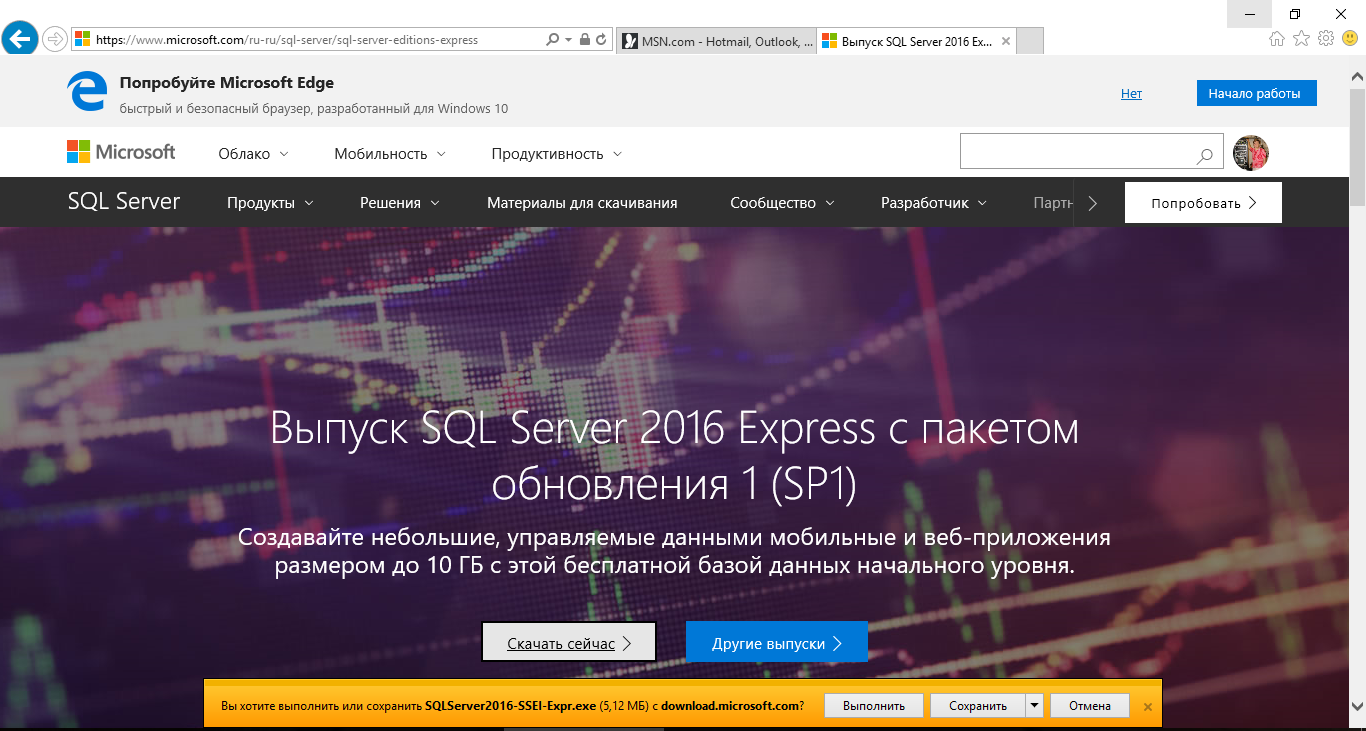 https://www.microsoft.com/ru-ru/sql-server/sql-server-editions-express
MSN.com - Hotmail, Outlook, ...
Выпуск SQL Server 2016 Ex...
Попробуйте Microsoft Edge
быстрый и безопасный браузер, разработанный для Windows 10
Нет
Начало работы
Microsoft
Облако
Мобильность
Продуктивность
SQL Server
Продукты
Решения
Материалы для скачивания
Сообщество
Разработчик
Партн
Попробовать
Выпуск SQL Server 2016 Express с пакетом
обновления 1 (SP1)
Создавайте небольшие, управляемые данными мобильные и веб-приложения
размером до 10 ГБ с этой бесплатной базой данных начального уровня.
Скачать сейчас
Другие выпуски
Вы хотите выполнить или сохранить SQLServer2016-SSEI-Expr.exe (5,12 МБ) с download.microsoft.com?
Выполнить
Сохранить
Отмена